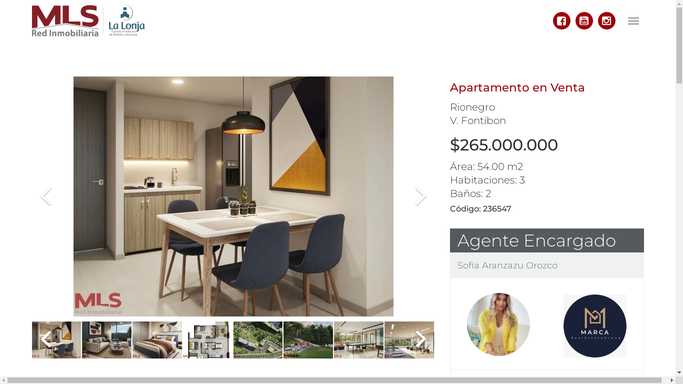 MLS
Red Inmobiliaria
La Lonja
Apartamento en Venta
Rionegro
V. Fontibon
$265.000.000
Área: 54.00 m2
Habitaciones: 3
Baños: 2
Código: 236547
Agente Encargado
Sofia Aranzazu Orozco
MLS
MARCA